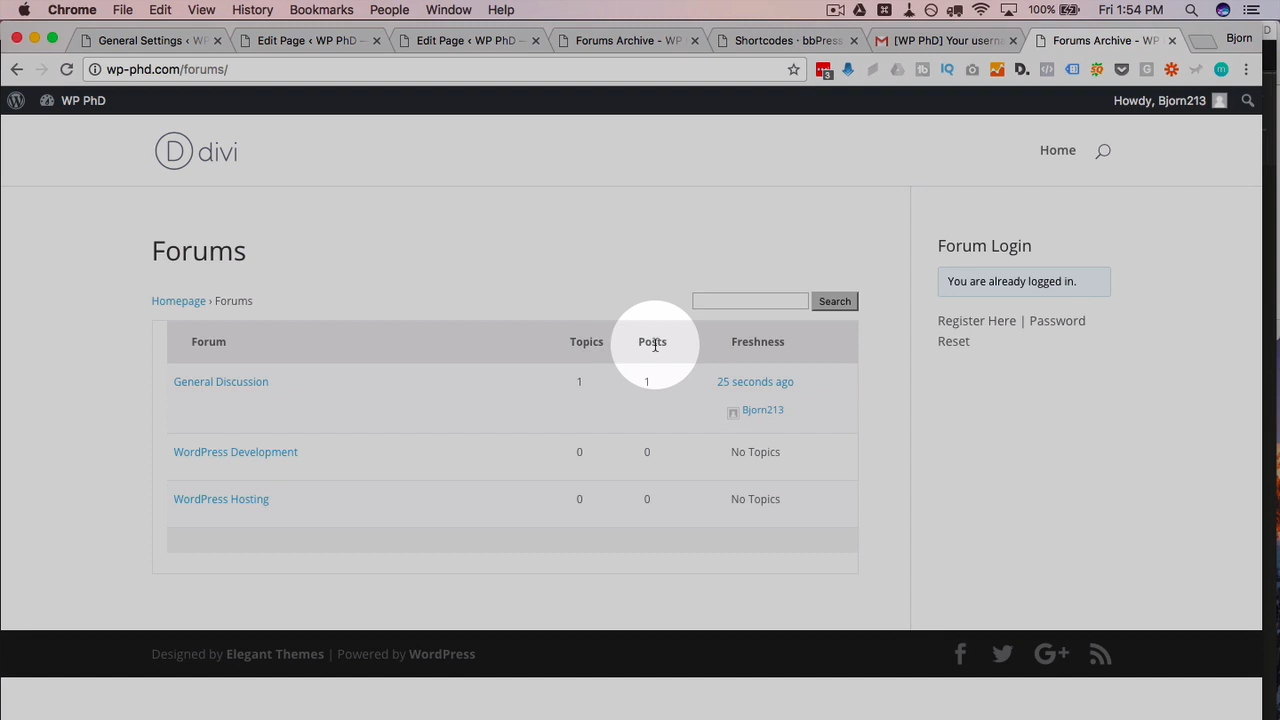 Chrome File Edit View History Bookmarks People Window Help 100% Fri 1:54 PM
General Settings ‹ W Edit Page ‹ WP PhD — Edit Page ‹ WP PhD — Forums Archive - WP Shortcodes · bbPress [WP PhD] Your userna Forums Archive - WP Bjorn
wp-phd.com/forums/ 3
WP PhD Howdy, Bjorn213
D divi Home
Forums Forum Login
You are already logged in.
Homepage › Forums Search
Register Here | Password
Reset
Forum Topics Posts Freshness
General Discussion 1 1 25 seconds ago
Bjorn213
WordPress Development 0 0 No Topics
WordPress Hosting 0 0 No Topics
Designed by Elegant Themes | Powered by WordPress